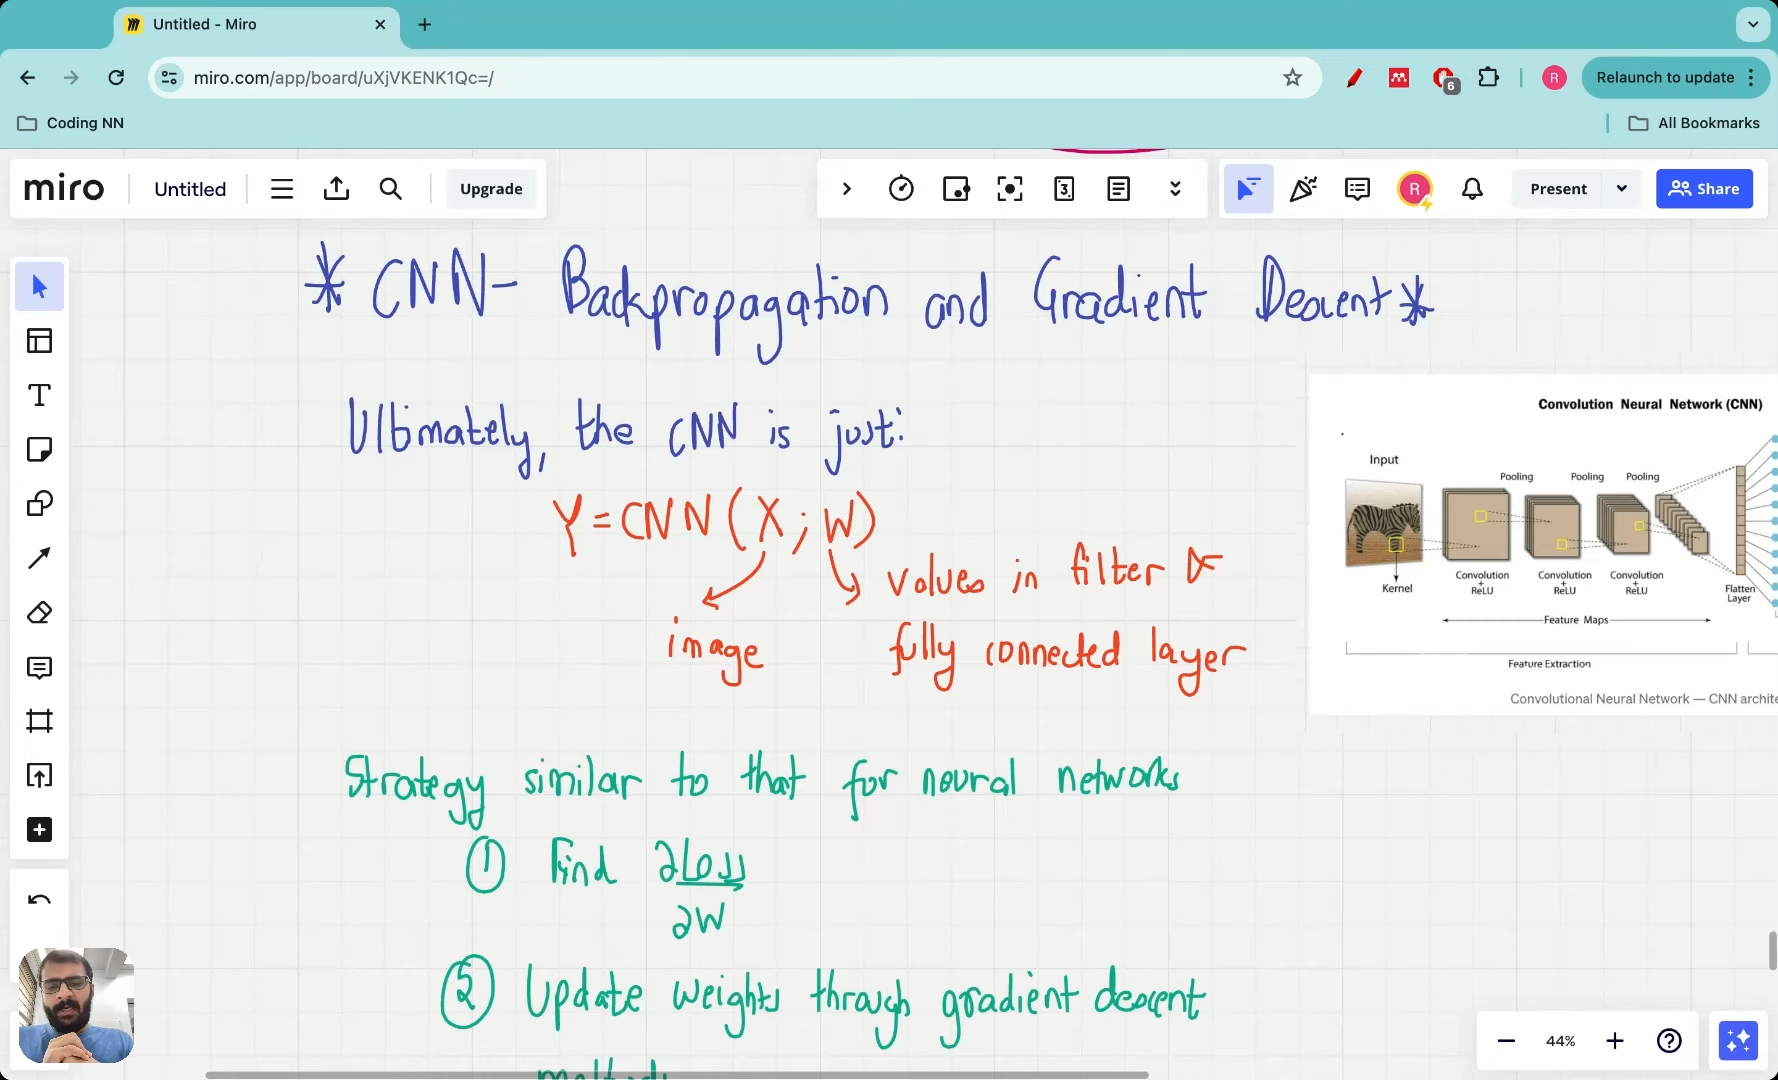 Untitled - Miro
miro.com/app/board/uXjVKENK1Qc=/
6
R
Relaunch to update
Coding NN
All Bookmarks
miro
Untitled
Upgrade
3
R
Present
Share
* CNN- Backpropagation and Gradient Descent *
Ultimately, the CNN is just:
Y = CNN (X; W)
values in filter &
image
fully connected layer
Convolution Neural Network (CNN)
Input
Pooling
Pooling
Pooling
Kernel
Convolution
+
ReLU
Convolution
+
ReLU
Convolution
+
ReLU
Flatten
Layer
Feature Maps
Feature Extraction
Convolutional Neural Network — CNN archite
Strategy similar to that for neural networks
① Find ∂Loss
∂W
② Update weights through gradient descent
44%